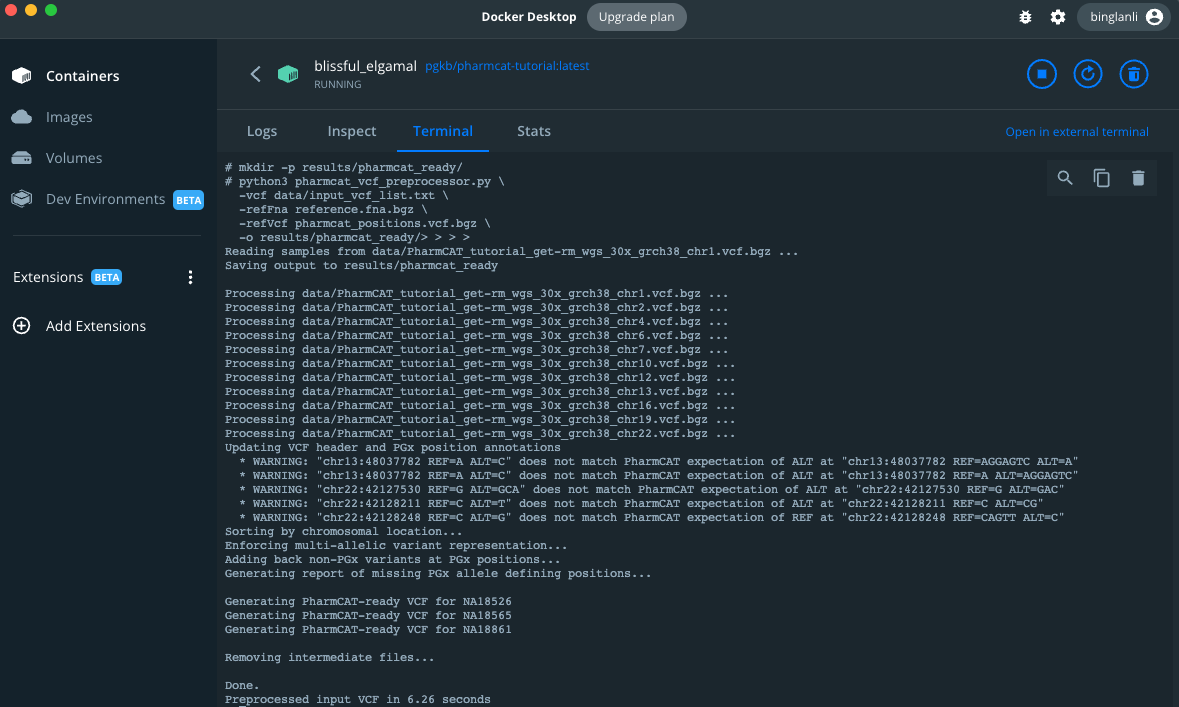 Docker Desktop
Upgrade plan
binglanli
Containers
Images
Volumes
Dev Environments BETA
Extensions BETA
Add Extensions
blissful_elgamal pgkb/pharmcat-tutorial:latest
RUNNING
Logs Inspect Terminal Stats
Open in external terminal
# mkdir -p results/pharmcat_ready/
# python3 pharmcat_vcf_preprocessor.py \
-vcf data/input_vcf_list.txt \
-refFna reference.fna.bgz \
-refVcf pharmcat_positions.vcf.bgz \
-o results/pharmcat_ready/> > > >
Reading samples from data/PharmCAT_tutorial_get-rm_wgs_30x_grch38_chr1.vcf.bgz ...
Saving output to results/pharmcat_ready
Processing data/PharmCAT_tutorial_get-rm_wgs_30x_grch38_chr1.vcf.bgz ...
Processing data/PharmCAT_tutorial_get-rm_wgs_30x_grch38_chr2.vcf.bgz ...
Processing data/PharmCAT_tutorial_get-rm_wgs_30x_grch38_chr4.vcf.bgz ...
Processing data/PharmCAT_tutorial_get-rm_wgs_30x_grch38_chr6.vcf.bgz ...
Processing data/PharmCAT_tutorial_get-rm_wgs_30x_grch38_chr7.vcf.bgz ...
Processing data/PharmCAT_tutorial_get-rm_wgs_30x_grch38_chr10.vcf.bgz ...
Processing data/PharmCAT_tutorial_get-rm_wgs_30x_grch38_chr12.vcf.bgz ...
Processing data/PharmCAT_tutorial_get-rm_wgs_30x_grch38_chr13.vcf.bgz ...
Processing data/PharmCAT_tutorial_get-rm_wgs_30x_grch38_chr16.vcf.bgz ...
Processing data/PharmCAT_tutorial_get-rm_wgs_30x_grch38_chr19.vcf.bgz ...
Processing data/PharmCAT_tutorial_get-rm_wgs_30x_grch38_chr22.vcf.bgz ...
Updating VCF header and PGx position annotations
* WARNING: "chr13:48037782 REF=A ALT=C" does not match PharmCAT expectation of ALT at "chr13:48037782 REF=AGGAGTC ALT=A"
* WARNING: "chr13:48037782 REF=A ALT=C" does not match PharmCAT expectation of ALT at "chr13:48037782 REF=A ALT=AGGAGTC"
* WARNING: "chr22:42127530 REF=G ALT=GCA" does not match PharmCAT expectation of ALT at "chr22:42127530 REF=G ALT=GAC"
* WARNING: "chr22:42128211 REF=C ALT=T" does not match PharmCAT expectation of ALT at "chr22:42128211 REF=C ALT=CG"
* WARNING: "chr22:42128248 REF=C ALT=G" does not match PharmCAT expectation of REF at "chr22:42128248 REF=CAGTT ALT=C"
Sorting by chromosomal location...
Enforcing multi-allelic variant representation...
Adding back non-PGx variants at PGx positions...
Generating report of missing PGx allele defining positions...
Generating PharmCAT-ready VCF for NA18526
Generating PharmCAT-ready VCF for NA18565
Generating PharmCAT-ready VCF for NA18861
Removing intermediate files...
Done.
Preprocessed input VCF in 6.26 seconds